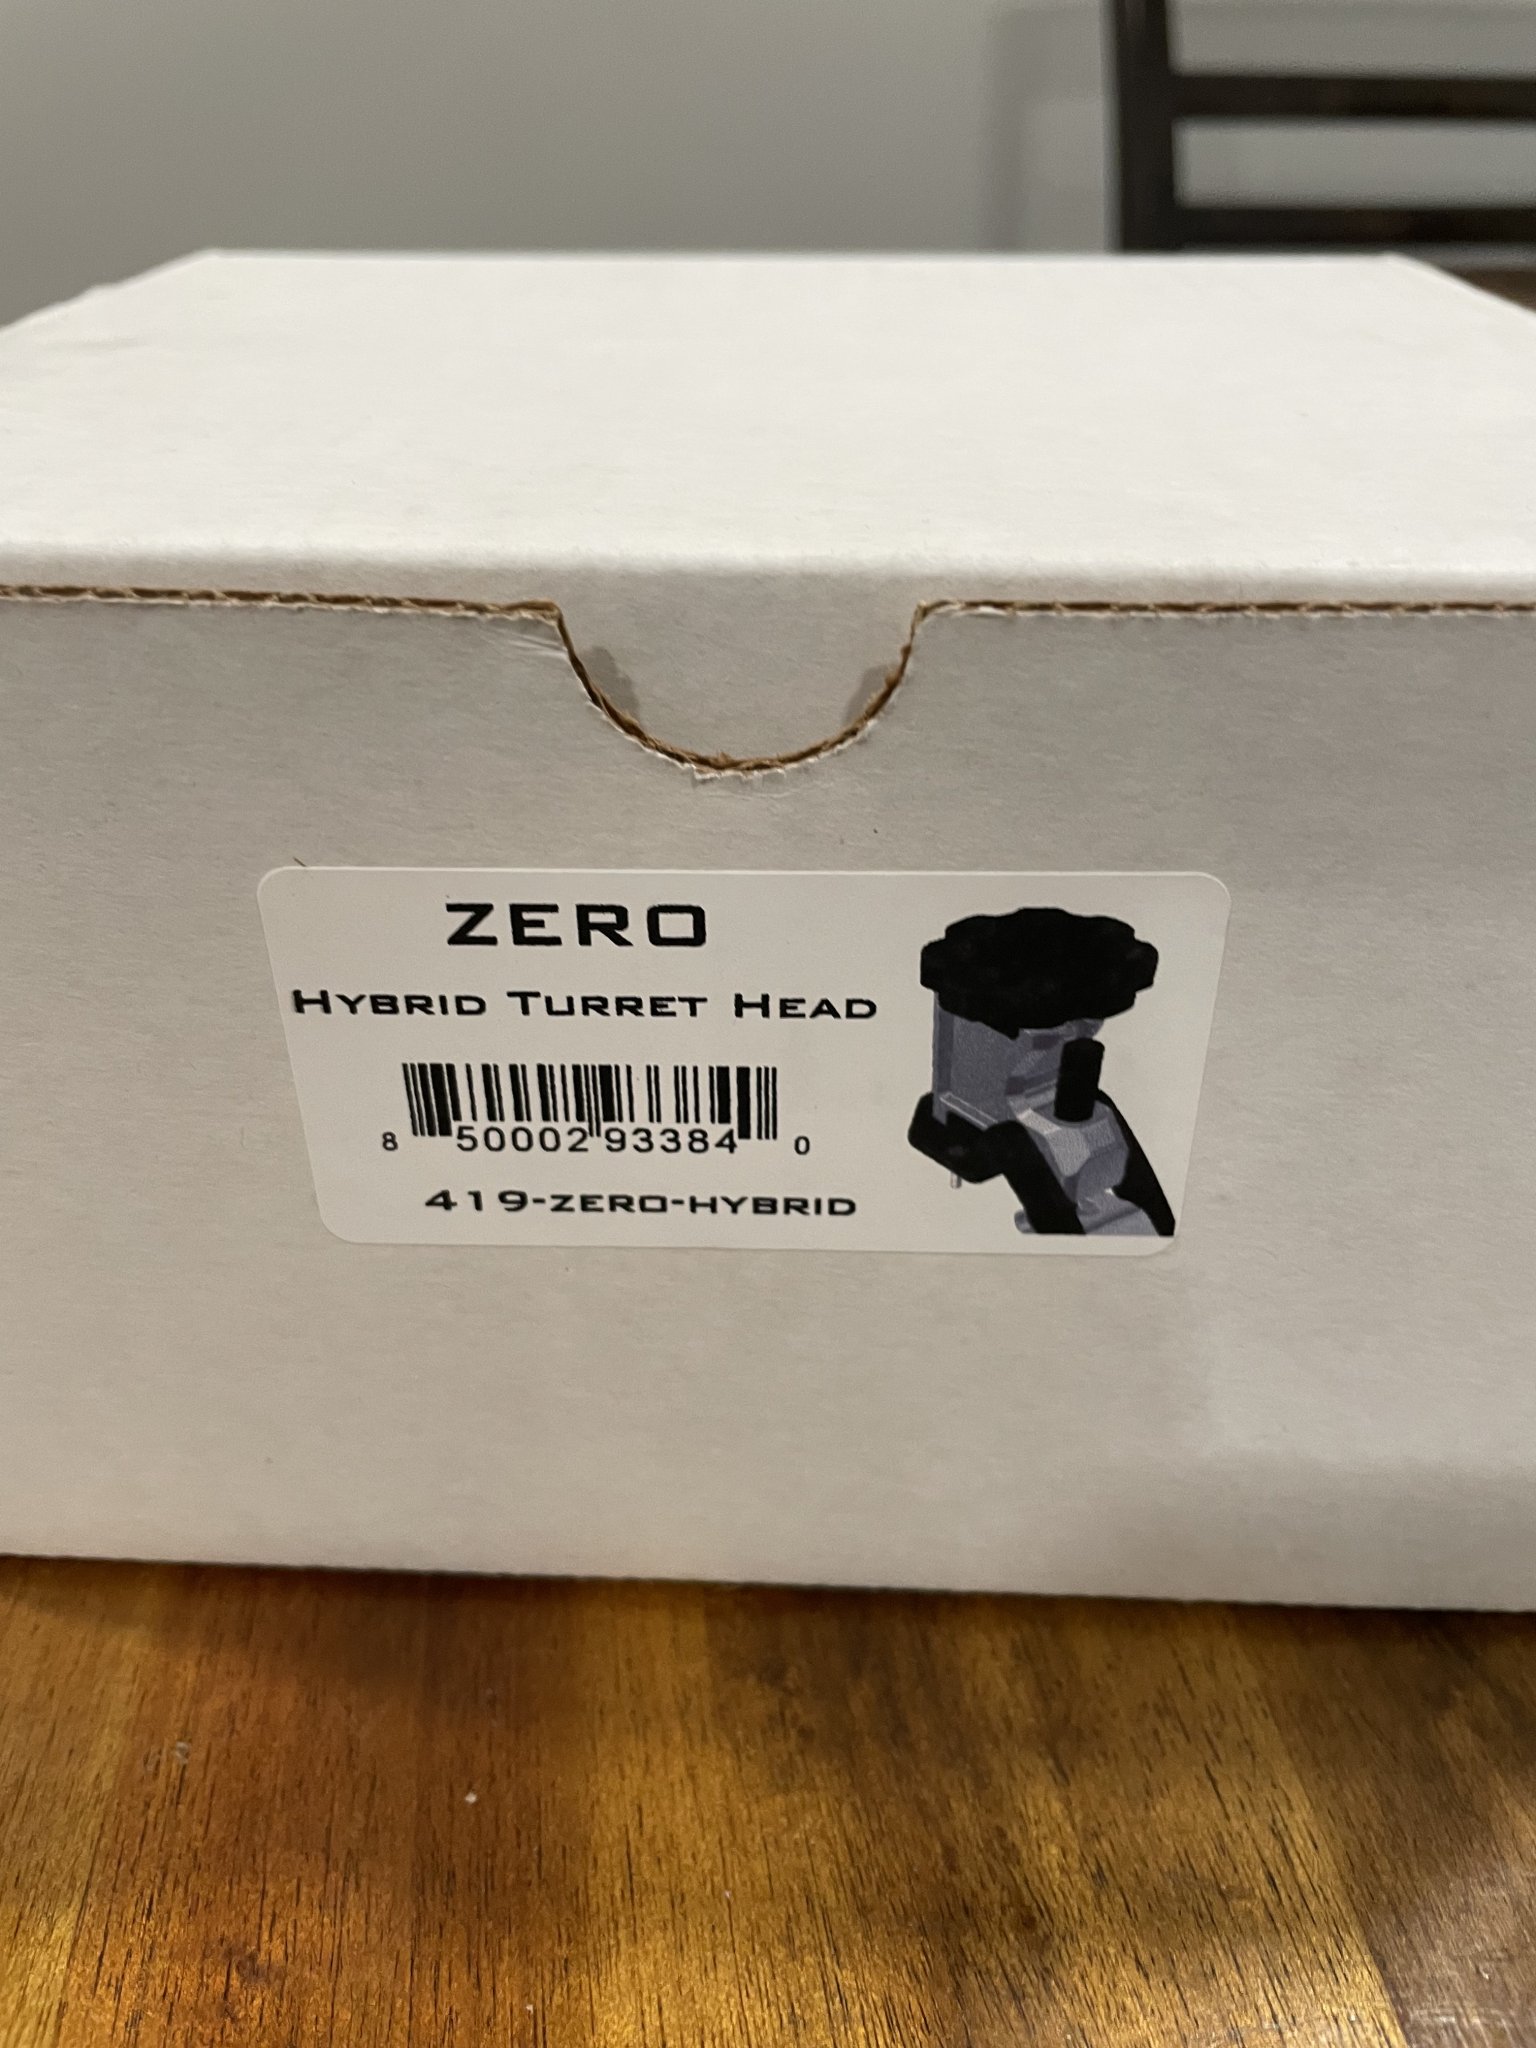 ZERO
HYBRID TURRET HEAD
8 50002 93384 0
419-ZERO-HYBRID